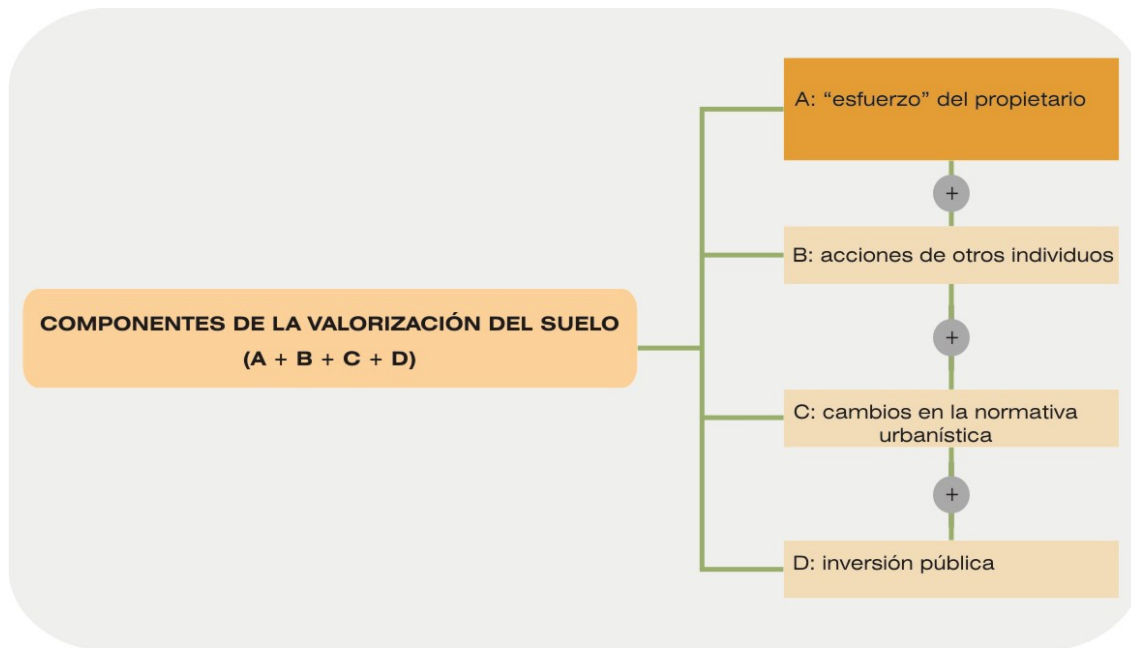 A: “esfuerzo” del propietario
+
B: acciones de otros individuos
+
COMPONENTES DE LA VALORIZACIÓN DEL SUELO
(A + B + C + D)
C: cambios en la normativa
urbanística
+
D: inversión pública